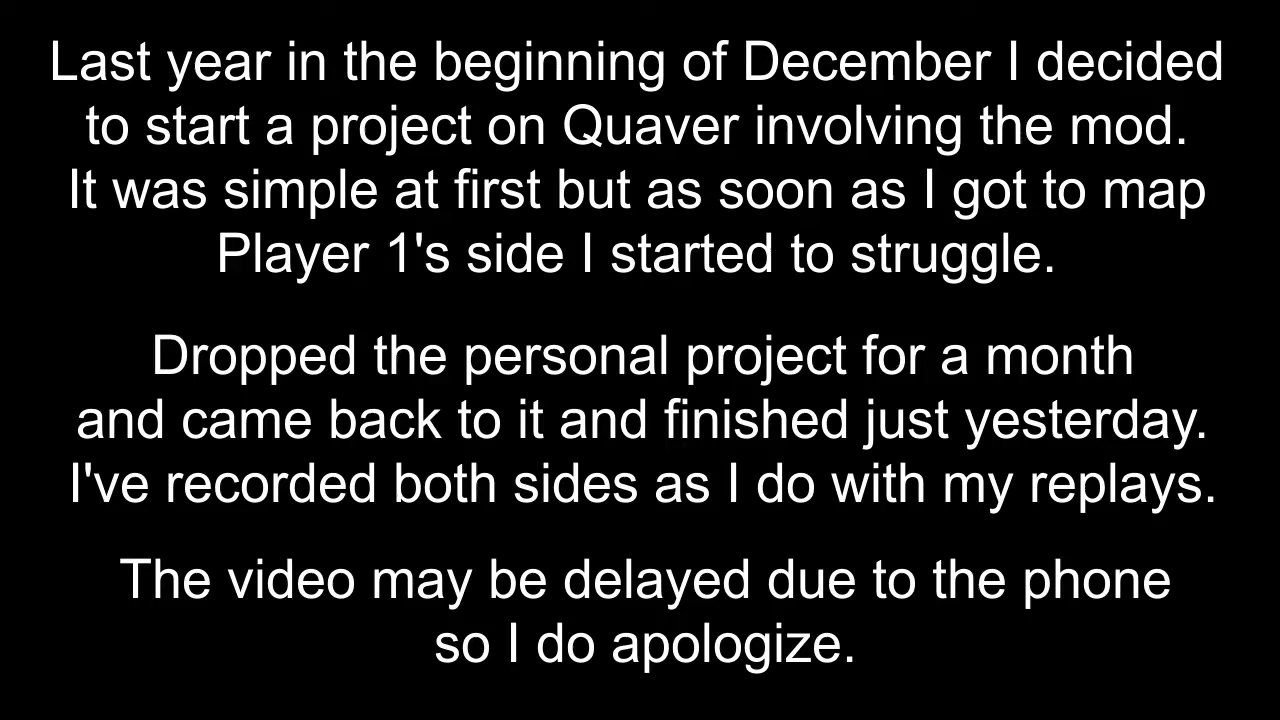 Last year in the beginning of December I decided
to start a project on Quaver involving the mod.
It was simple at first but as soon as I got to map
Player 1's side I started to struggle.
Dropped the personal project for a month
and came back to it and finished just yesterday.
I've recorded both sides as I do with my replays.
The video may be delayed due to the phone
so I do apologize.